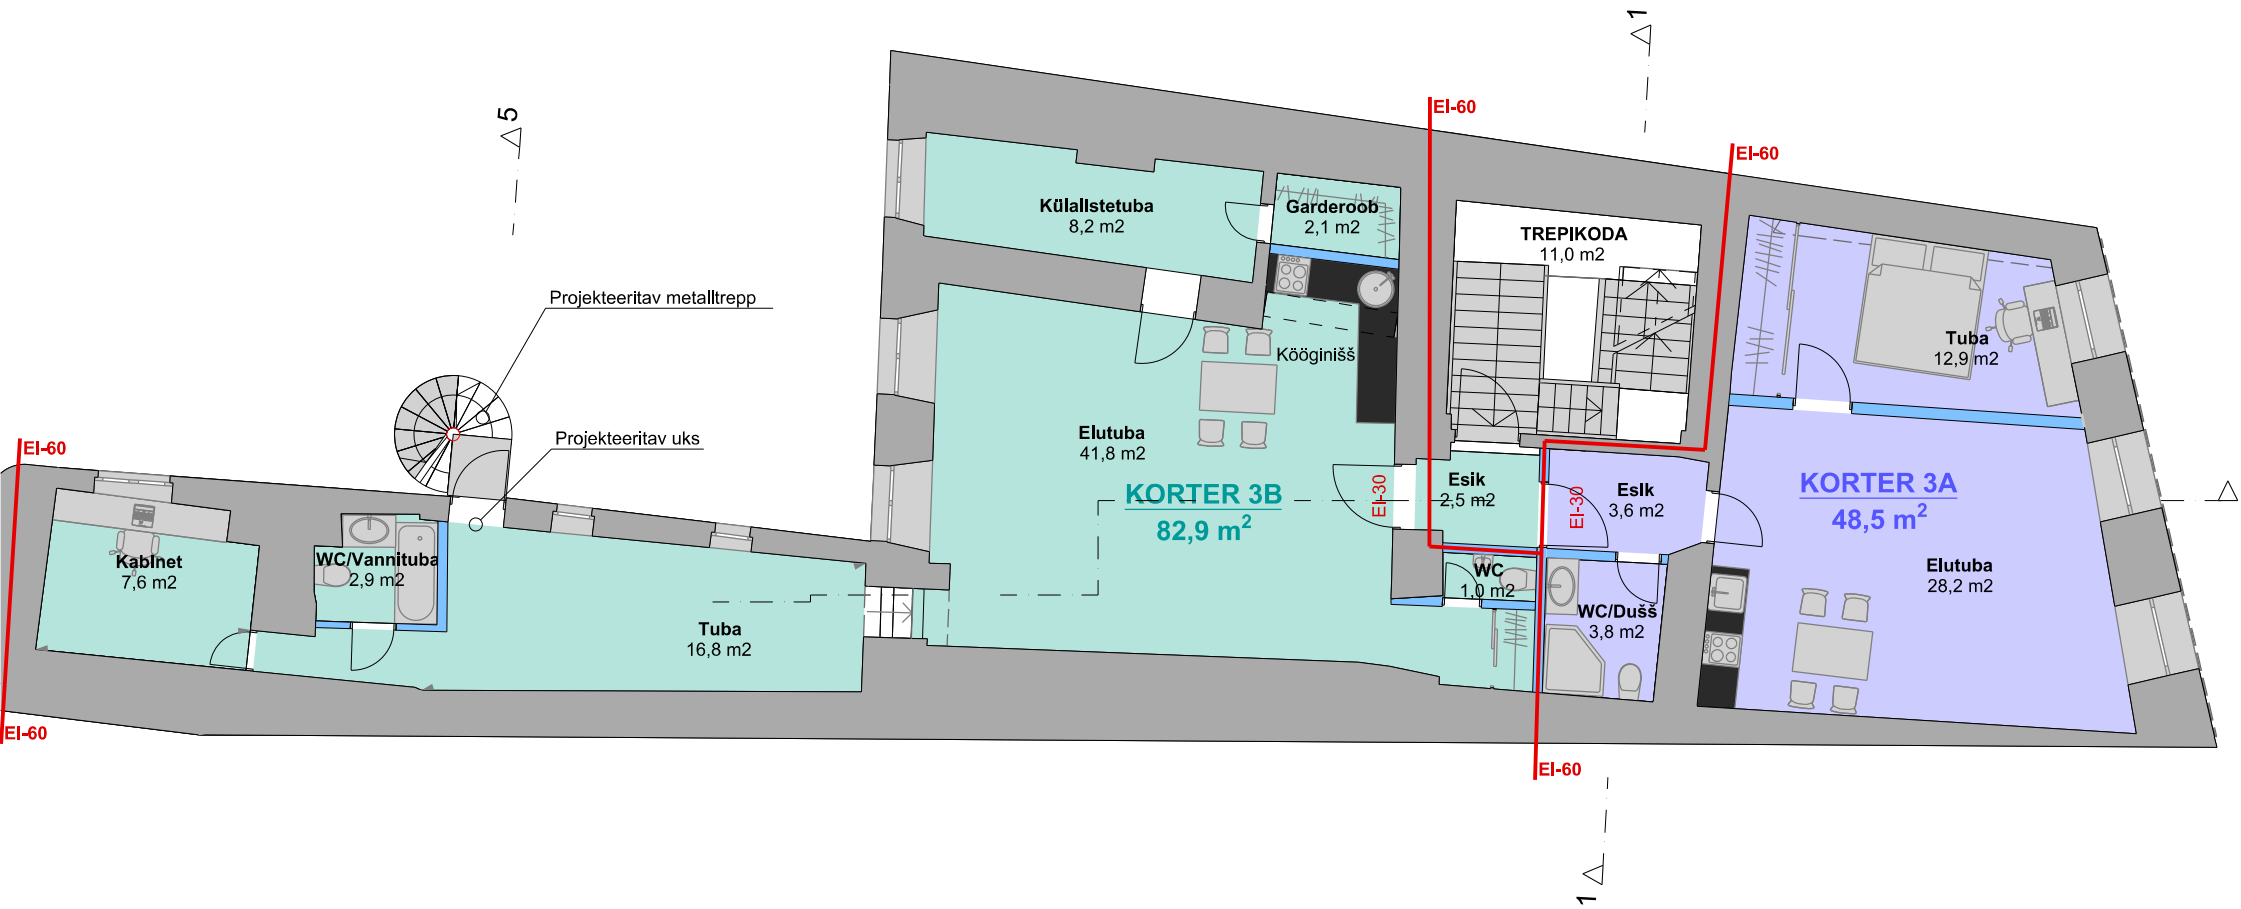 1
EI-60
5
EI-60
Külalistetuba
8,2 m2
Garderoob
2,1 m2
TREPIKODA
11,0 m2
Projekteeritav metalltrepp
Tuba
12,9 m2
Kööginišš
Projekteeritav uks
EI-60
Elutuba
41,8 m2
KORTER 3B
82,9 m2
EI-30
Esik
2,5 m2
EI-30
Esik
3,6 m2
KORTER 3A
48,5 m2
Kabinet
7,6 m2
WC/Vannituba
2,9 m2
WC
1,0 m2
Elutuba
28,2 m2
WC/Dušš
3,8 m2
Tuba
16,8 m2
EI-60
EI-60
1